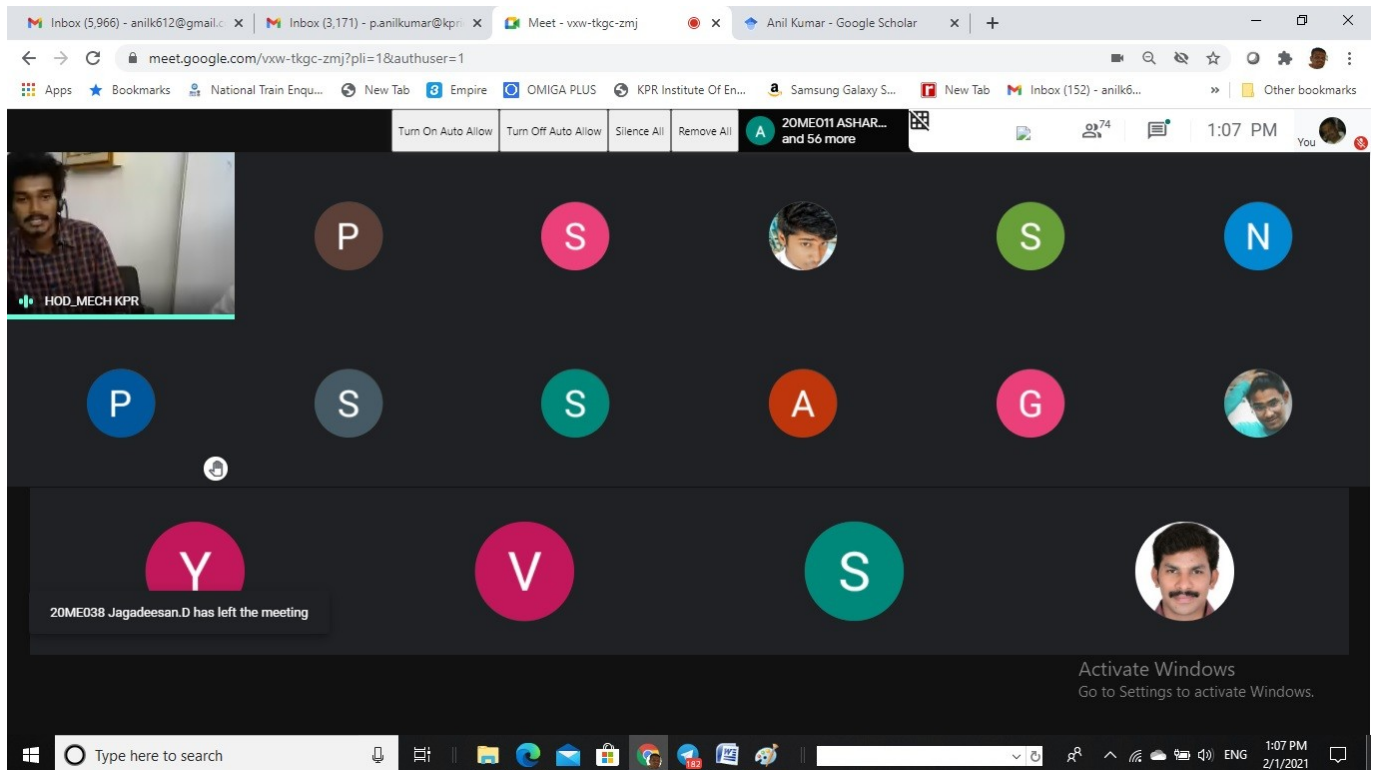 Inbox (5,966) - anilk612@gmail.c
Inbox (3,171) - p.anilkumar@kpri
Meet - vxw-tkgc-zmj
Anil Kumar - Google Scholar
meet.google.com/vxw-tkgc-zmj?pli=1&authuser=1
Apps
Bookmarks
National Train Enqu...
New Tab
Empire
OMIGA PLUS
KPR Institute Of En...
Samsung Galaxy S...
New Tab
Inbox (152) - anilk6...
Other bookmarks
Turn On Auto Allow
Turn Off Auto Allow
Silence All
Remove All
A
20ME011 ASHAR...
and 56 more
74
1:07 PM
You
HOD_MECH KPR
P
S
S
N
P
S
S
A
G
Y
V
S
20ME038 Jagadeesan.D has left the meeting
Activate Windows
Go to Settings to activate Windows.
Type here to search
182
ENG
1:07 PM
2/1/2021